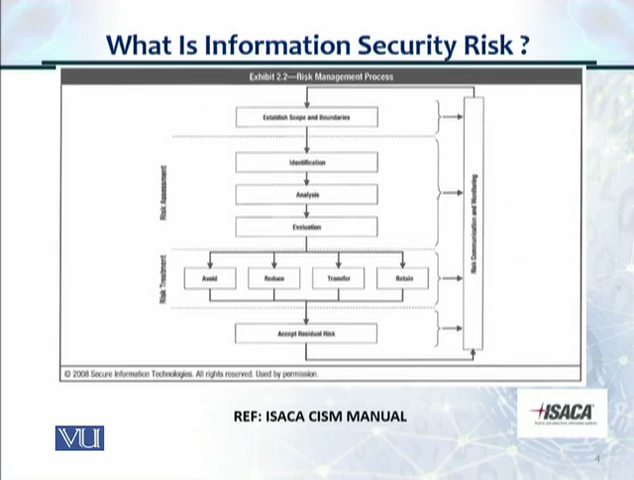 What Is Information Security Risk ?
Exhibit 2.2—Risk Management Process
Establish Scope and Boundaries
Risk Assessment
Identification
Analysis
Evaluation
Risk Communication and Monitoring
Risk Treatment
Avoid
Reduce
Transfer
Retain
Accept Residual Risk
© 2008 Secure Information Technologies. All rights reserved. Used by permission.
REF: ISACA CISM MANUAL
ISACA
VU
4